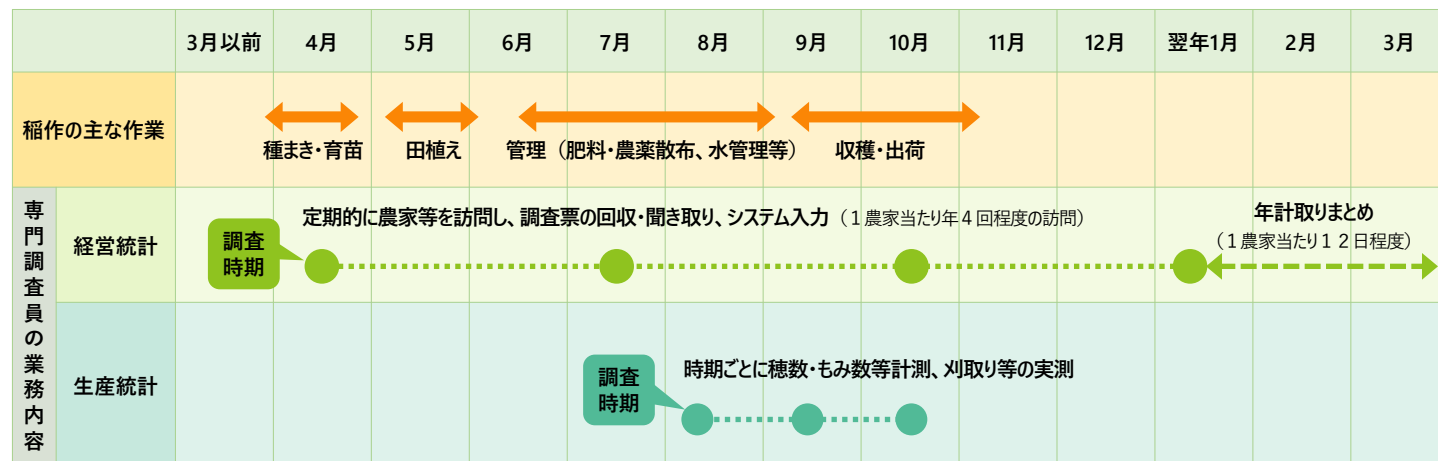 3月以前 4月 5月 6月 7月 8月 9月 10月 11月 12月 翌年1月 2月 3月
稲作の主な作業
種まき・育苗 田植え 管理（肥料・農薬散布、水管理等） 収穫・出荷
専門調査員の業務内容
経営統計
調査
時期
定期的に農家等を訪問し、調査票の回収・聞き取り、システム入力（１農家当たり年４回程度の訪問）
年計取りまとめ
（１農家当たり１２日程度）
生産統計
調査
時期
時期ごとに穂数・もみ数等計測、刈取り等の実測